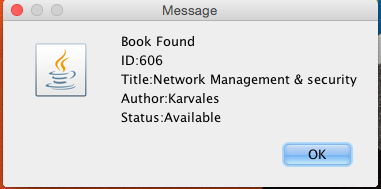 Message
Book Found
ID:606
Title:Network Management & security
Author:Karvales
Status:Available
OK